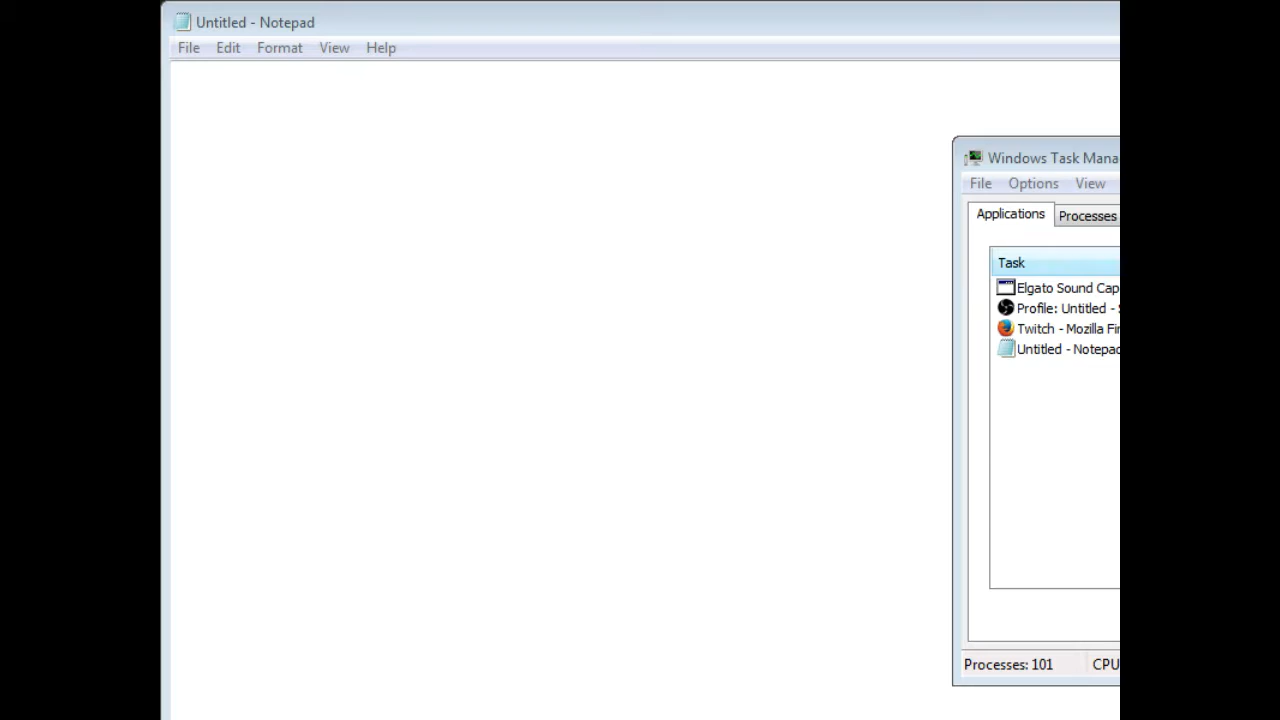 Untitled - Notepad
File Edit Format View Help
Windows Task Mana
File Options View
Applications Processes
Task
Elgato Sound Cap
Profile: Untitled -
Twitch - Mozilla Fir
Untitled - Notepad
Processes: 101 CPU